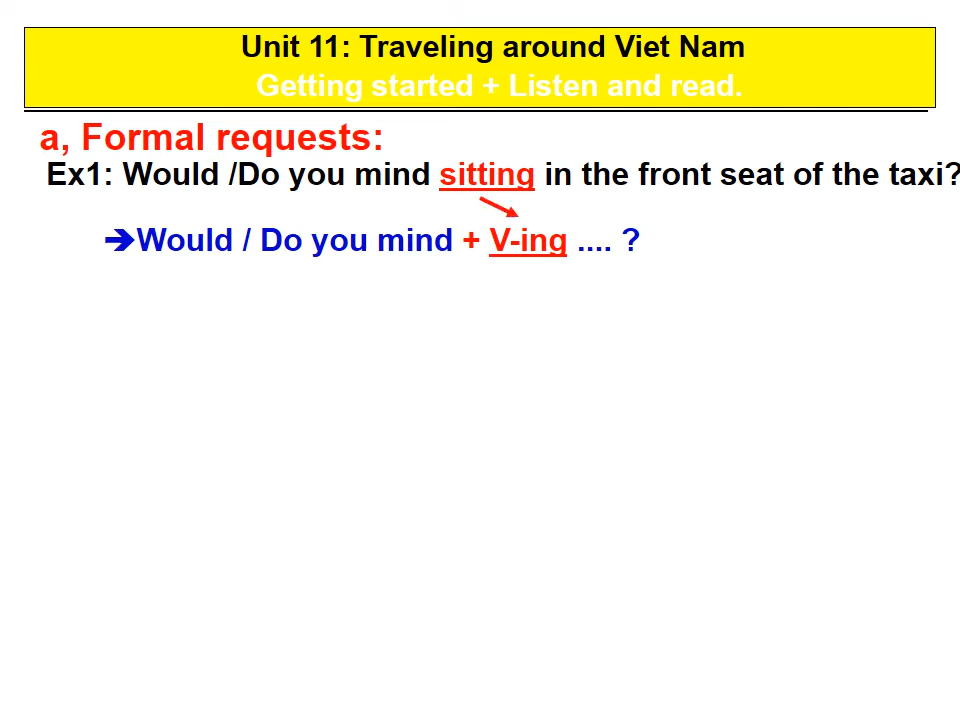 Unit 11: Traveling around Viet Nam
Getting started + Listen and read.
a, Formal requests:
Ex1: Would /Do you mind sitting in the front seat of the taxi?
➔Would / Do you mind + V-ing .... ?